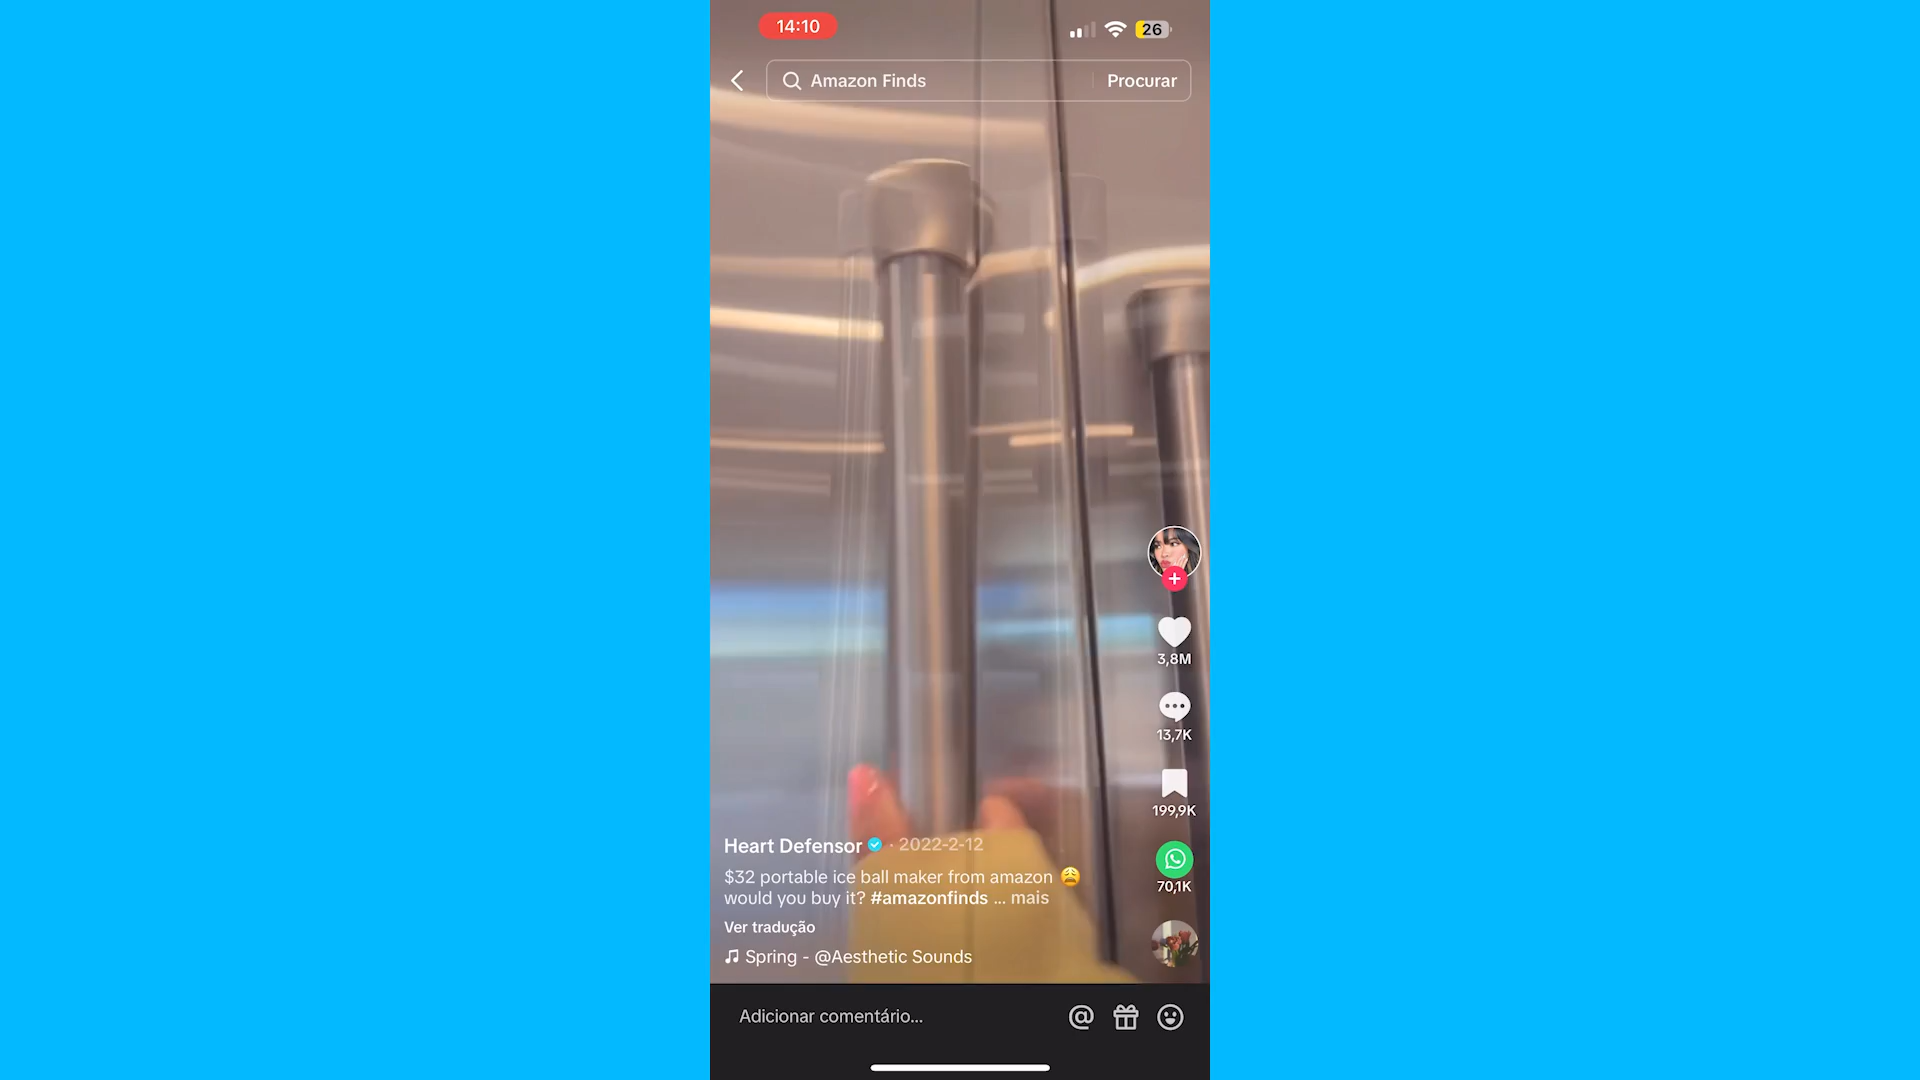 14:10
26
Amazon Finds
Procurar
3,8M
13,7K
199,9K
70,1K
Heart Defensor · 2022-2-12
$32 portable ice ball maker from amazon 😩
would you buy it? #amazonfinds ... mais
Ver tradução
Spring - @Aesthetic Sounds
Adicionar comentário...